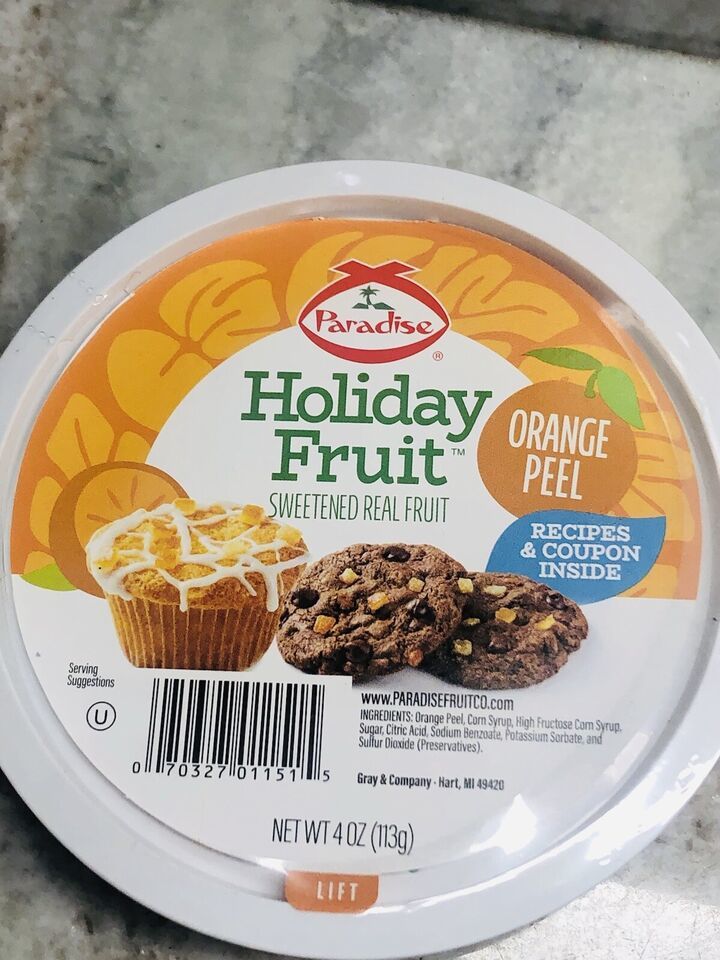 Paradise
®
Holiday
Fruit™
SWEETENED REAL FRUIT
ORANGE
PEEL
RECIPES
& COUPON
INSIDE
Serving
Suggestions
U
0 70327 01151 5
www.PARADISEFRUITCO.com
INGREDIENTS: Orange Peel, Corn Syrup, High Fructose Corn Syrup,
Sugar, Citric Acid, Sodium Benzoate, Potassium Sorbate, and
Sulfur Dioxide (Preservatives).
Gray & Company · Hart, MI 49420
NET WT 4 OZ (113g)
LIFT